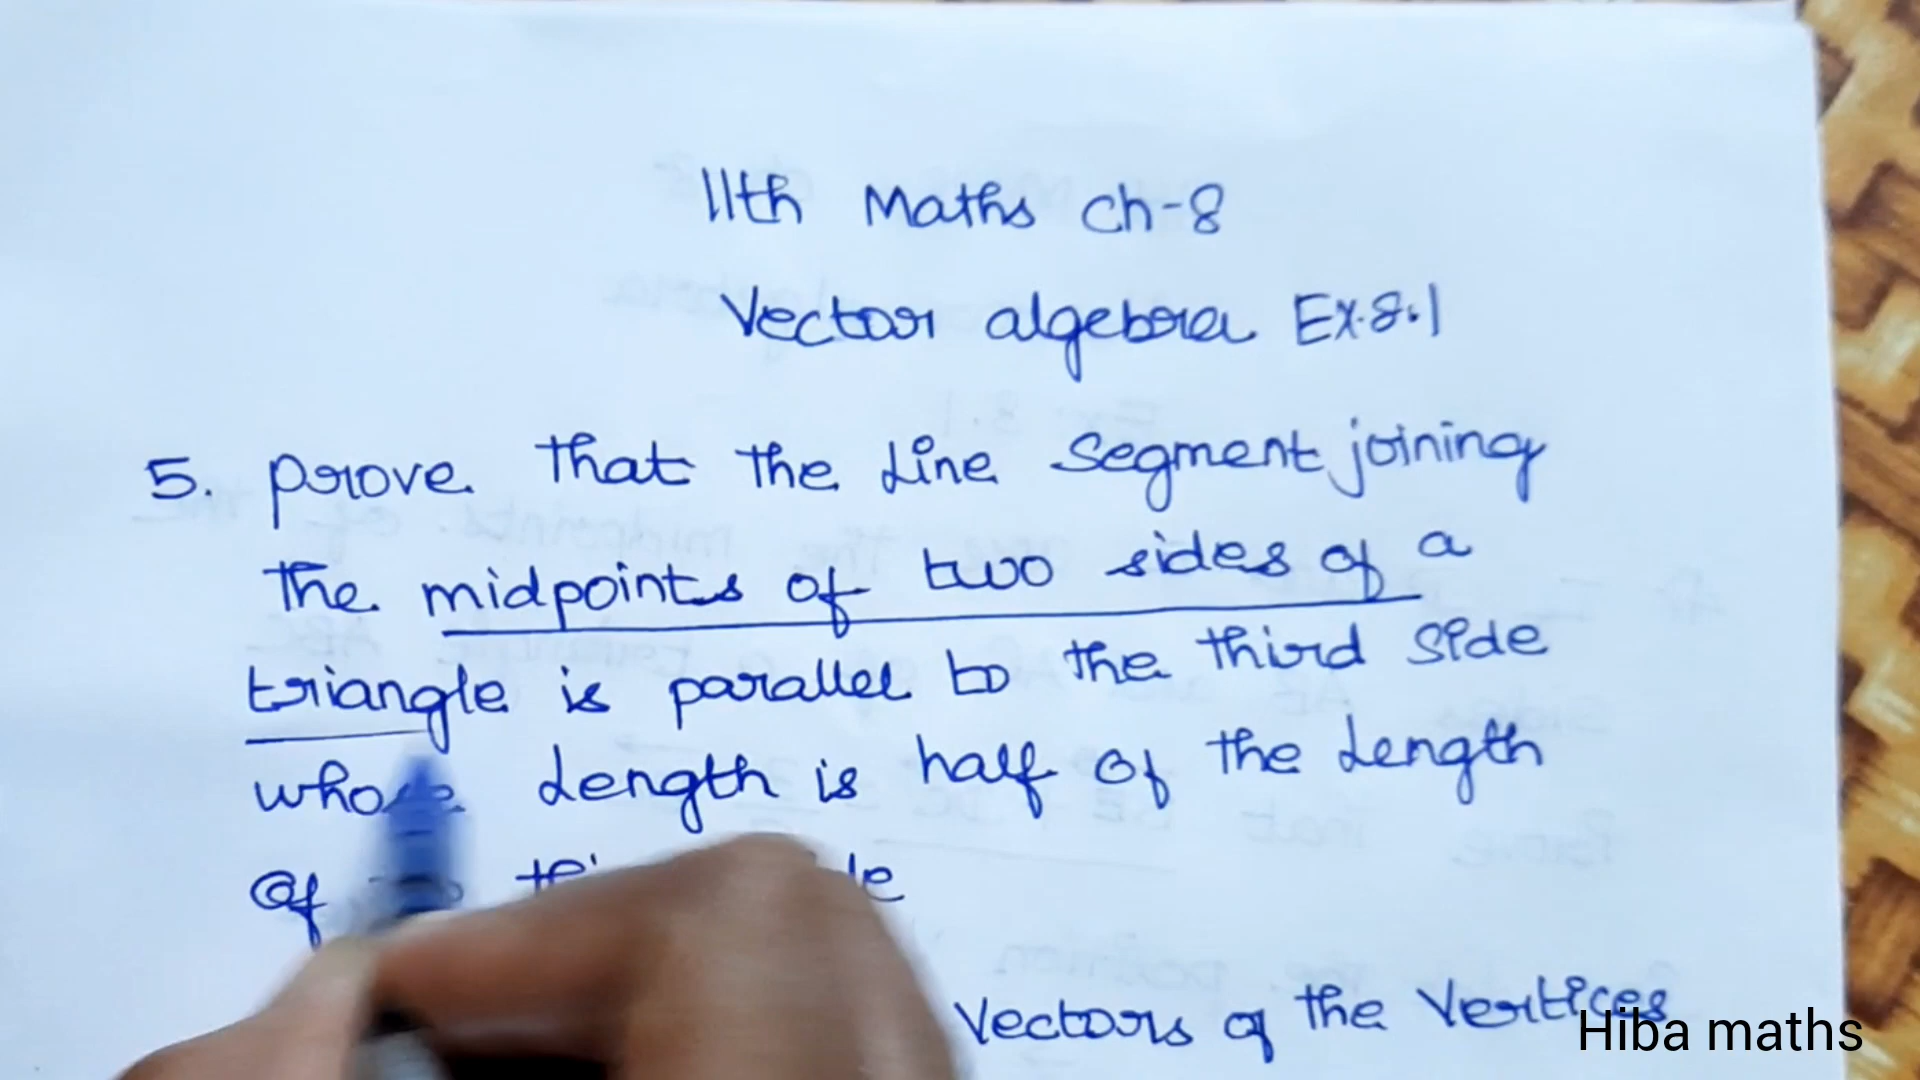 11th Maths Ch-8
Vector algebra Ex.8.1
5. prove that the Line Segment joining
the midpoints of two sides of a
triangle is parallel to the third side
whose Length is half of the Length
of
Vectors of the Vertices
Hiba maths